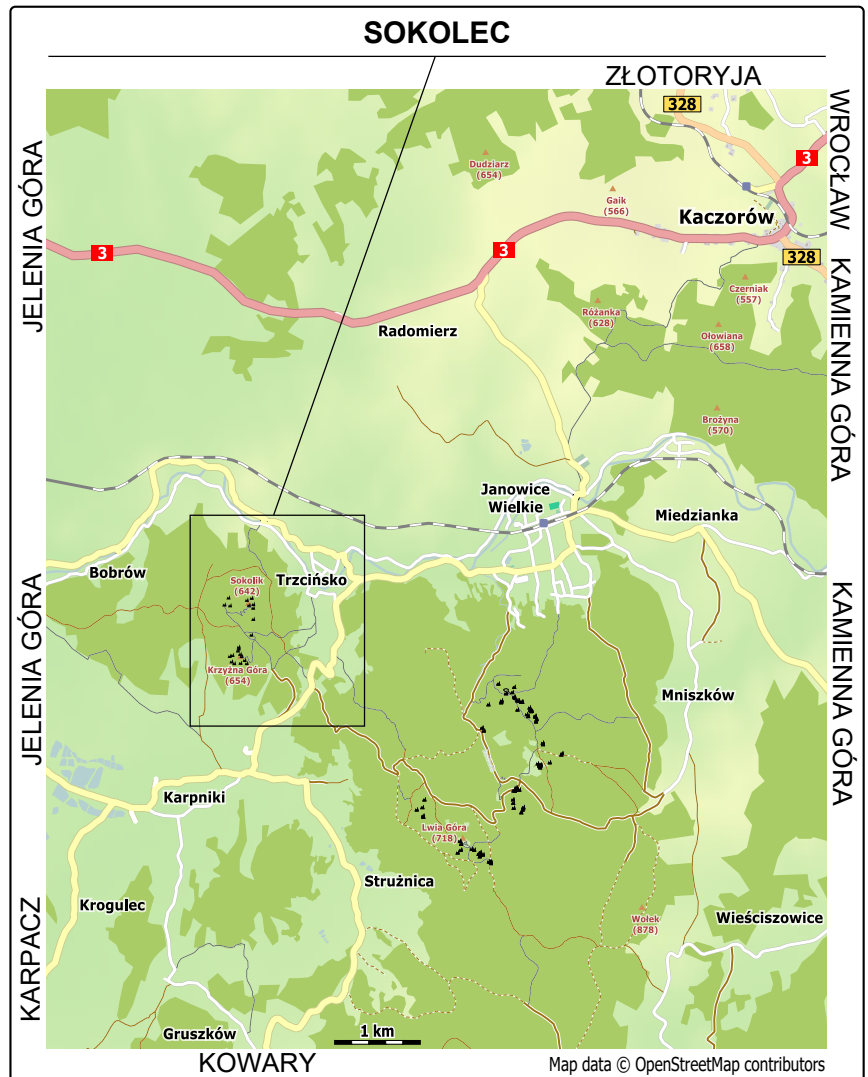 SOKOLEC
ZŁOTORYJA
328
WROCŁAW
3
Dudziarz
(654)
Gaik
(566)
Kaczorów
JELENIA GÓRA
3
3
328
KAMIENNA GÓRA
Czerniak
(557)
Różanka
(628)
Radomierz
Ołowiana
(658)
Brożyna
(570)
Janowice
Wielkie
Miedzianka
JELENIA GÓRA
Bobrów
Sokolik
(642)
Trzcińsko
KAMIENNA GÓRA
Krzyżna Góra
(654)
Mniszków
Karpniki
Lwia Góra
(718)
Strużnica
KARPACZ
Krogulec
Wołek
(878)
Wieściszowice
Gruszków
1 km
KOWARY
Map data © OpenStreetMap contributors